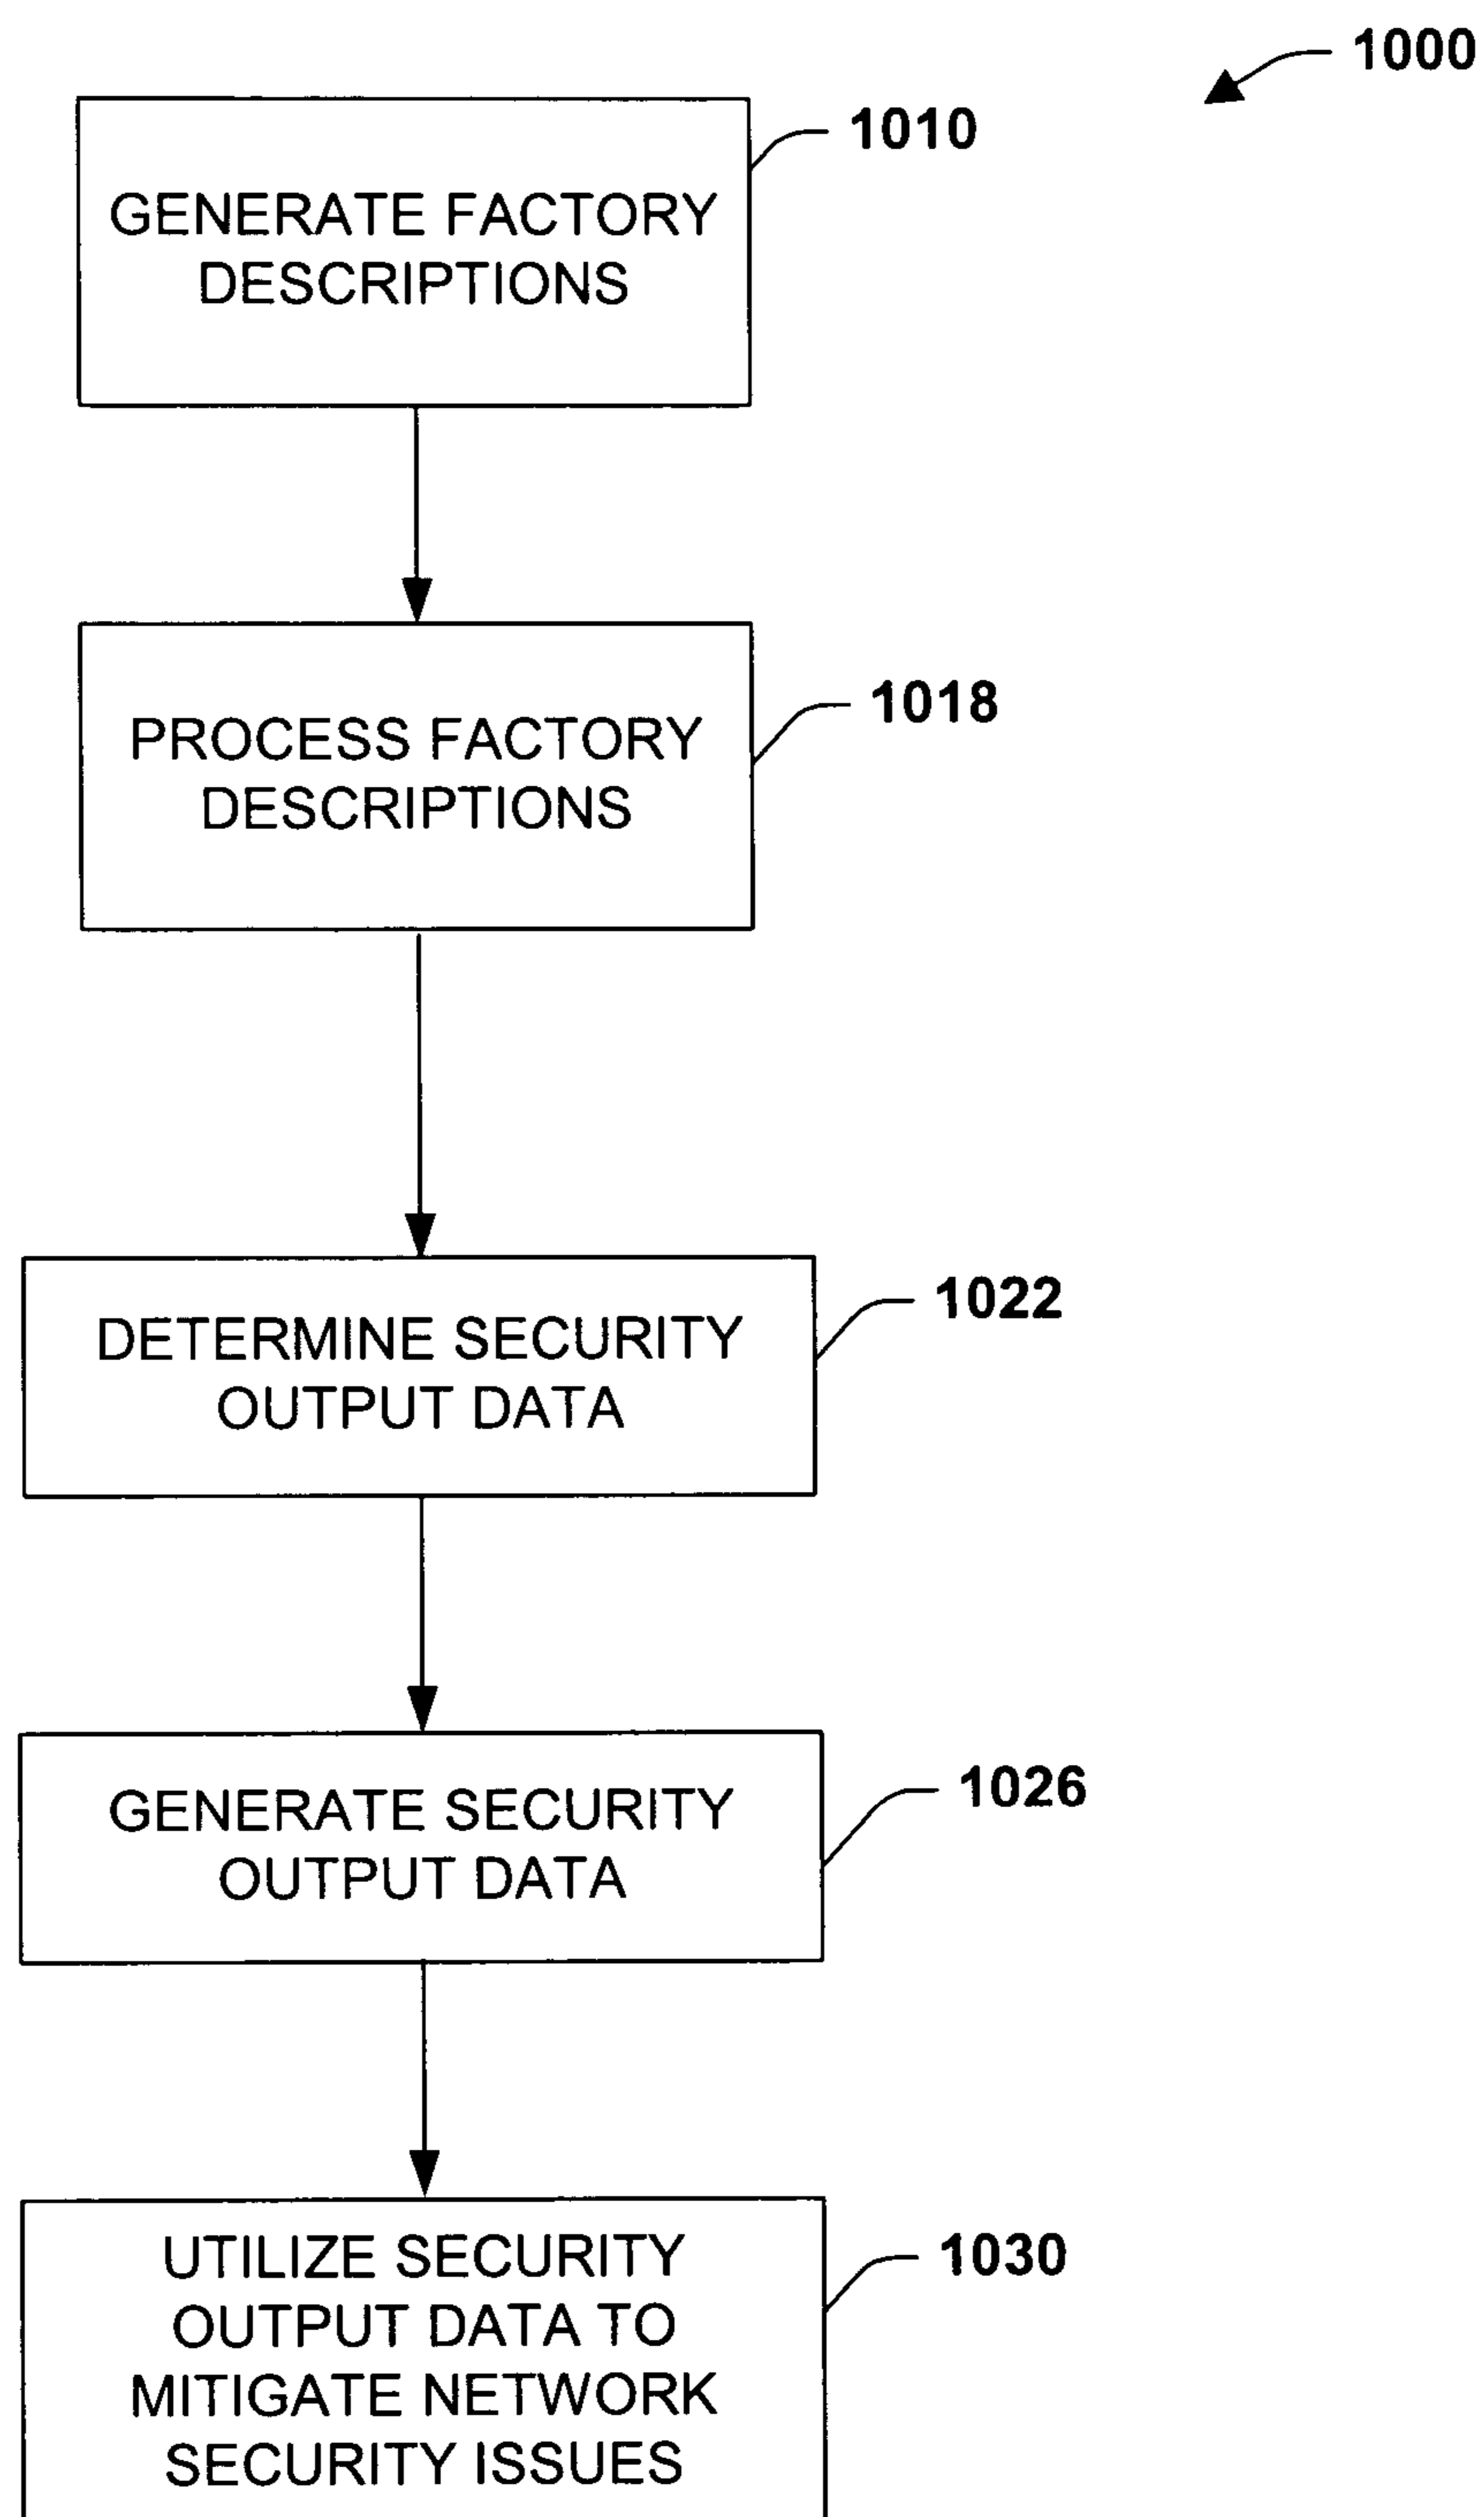 1000
1010
GENERATE FACTORY
DESCRIPTIONS
1018
PROCESS FACTORY
DESCRIPTIONS
1022
DETERMINE SECURITY
OUTPUT DATA
1026
GENERATE SECURITY
OUTPUT DATA
1030
UTILIZE SECURITY
OUTPUT DATA TO
MITIGATE NETWORK
SECURITY ISSUES